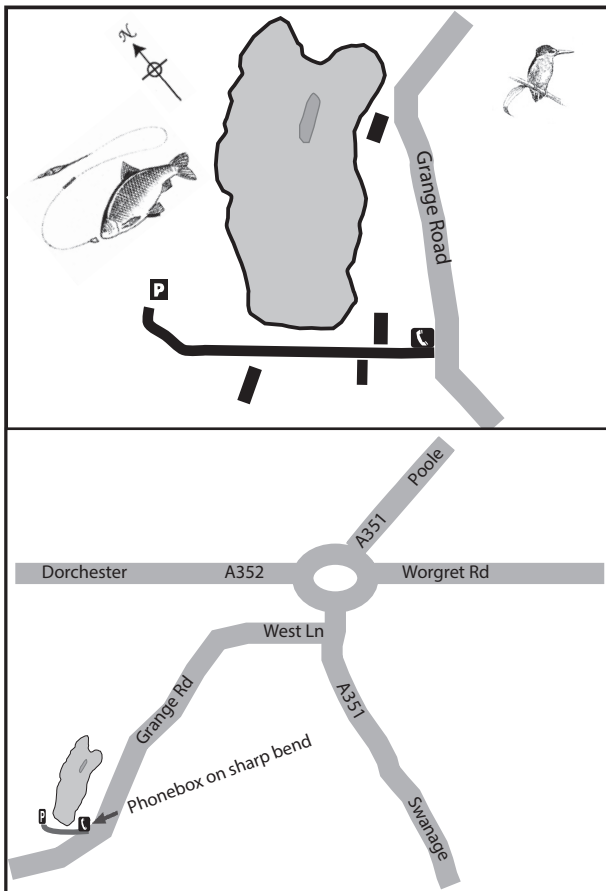 N
Grange Road
P
Poole
A351
Dorchester
A352
Worgret Rd
West Ln
A351
Grange Rd
Phonebox on sharp bend
P
Swanage